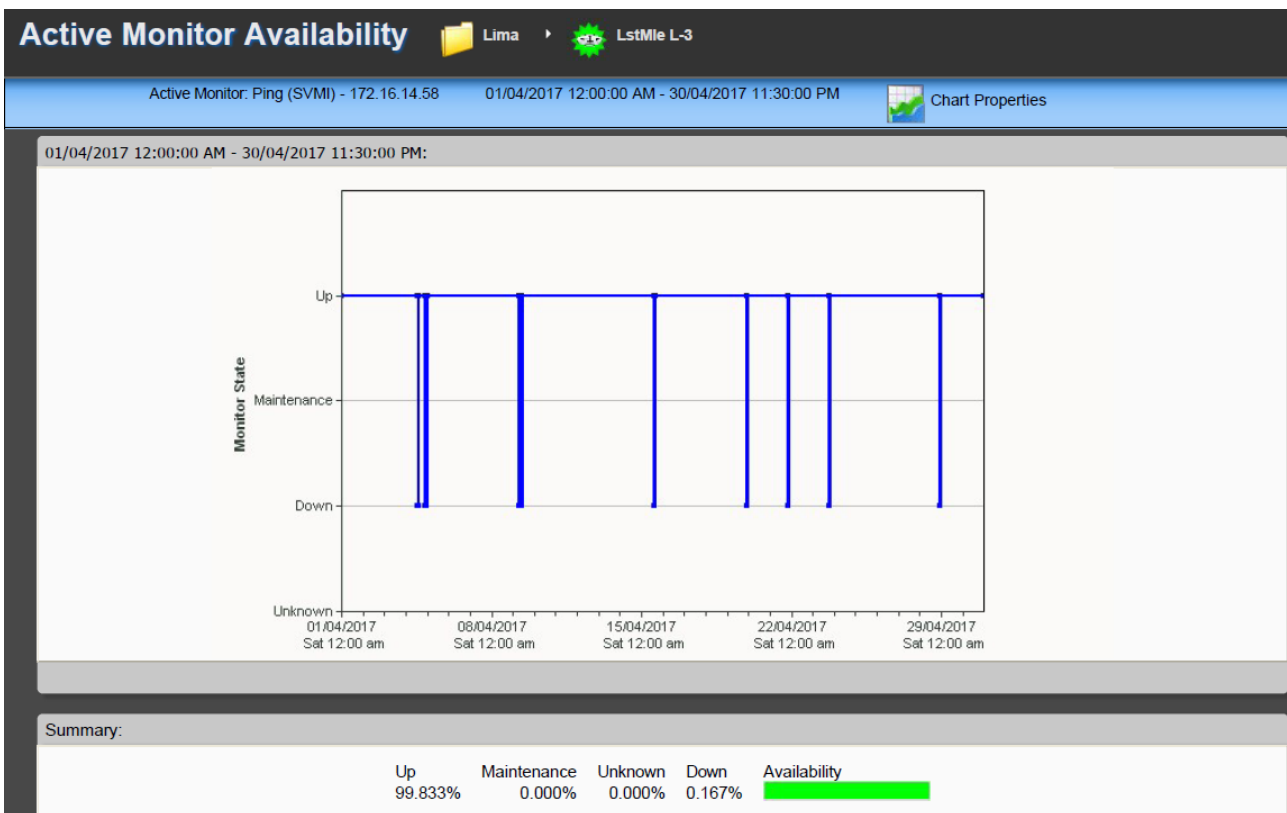 Active Monitor Availability Lima LstMle L-3
Active Monitor: Ping (SVMI) - 172.16.14.58 01/04/2017 12:00:00 AM - 30/04/2017 11:30:00 PM Chart Properties
01/04/2017 12:00:00 AM - 30/04/2017 11:30:00 PM:
Up
Maintenance
Down
Unknown
Monitor State
01/04/2017 08/04/2017 15/04/2017 22/04/2017 29/04/2017
Sat 12:00 am Sat 12:00 am Sat 12:00 am Sat 12:00 am Sat 12:00 am
Summary:
Up Maintenance Unknown Down Availability
99.833% 0.000% 0.000% 0.167%